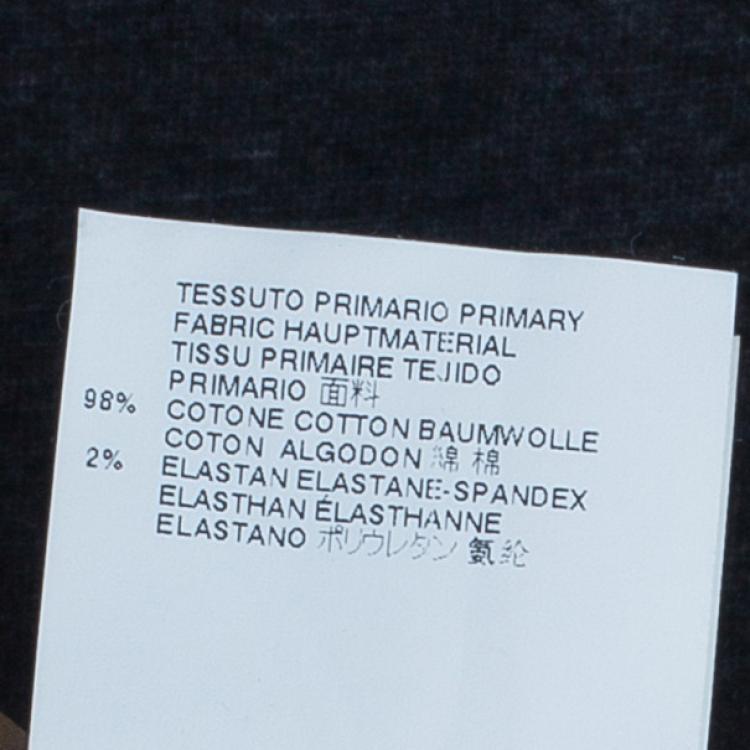 TESSUTO PRIMARIO PRIMARY
FABRIC HAUPTMATERIAL
TISSU PRIMAIRE TEJIDO
PRIMARIO 面料
98% COTONE COTTON BAUMWOLLE
COTON ALGODON 綿 棉
2% ELASTAN ELASTANE-SPANDEX
ELASTHAN ÉLASTHANNE
ELASTANO ポリウレタン 氨纶